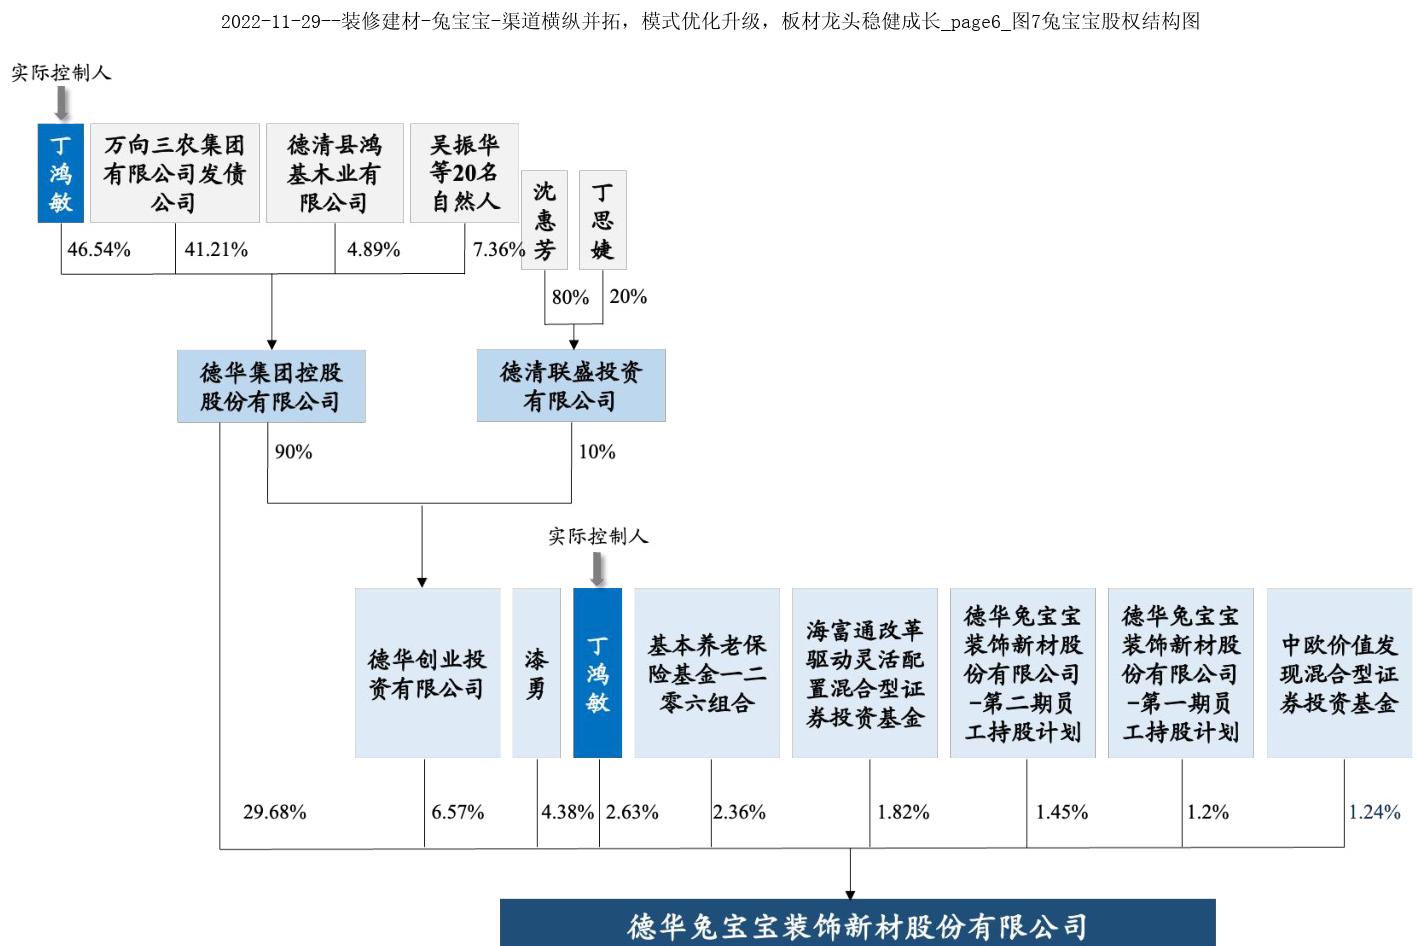 2022-11-29--装修建材-兔宝宝-渠道横纵并拓，模式优化升级，板材龙头稳健成长_page6_图7兔宝宝股权结构图
实际控制人
丁
鸿
敏
万向三农集团
有限公司发债
公司
德清县鸿
基木业有
限公司
吴振华
等20名
自然人
沈
惠
芳
丁
思
婕
46.54%
41.21%
4.89%
7.36%
80%
20%
德华集团控股
股份有限公司
德清联盛投资
有限公司
90%
10%
实际控制人
德华创业投
资有限公司
漆
勇
丁
鸿
敏
基本养老保
险基金一二
零六组合
海富通改革
驱动灵活配
置混合型证
券投资基金
德华兔宝宝
装饰新材股
份有限公司
-第二期员
工持股计划
德华兔宝宝
装饰新材股
份有限公司
-第一期员
工持股计划
中欧价值发
现混合型证
券投资基金
29.68%
6.57%
4.38%
2.63%
2.36%
1.82%
1.45%
1.2%
1.24%
德华兔宝宝装饰新材股份有限公司